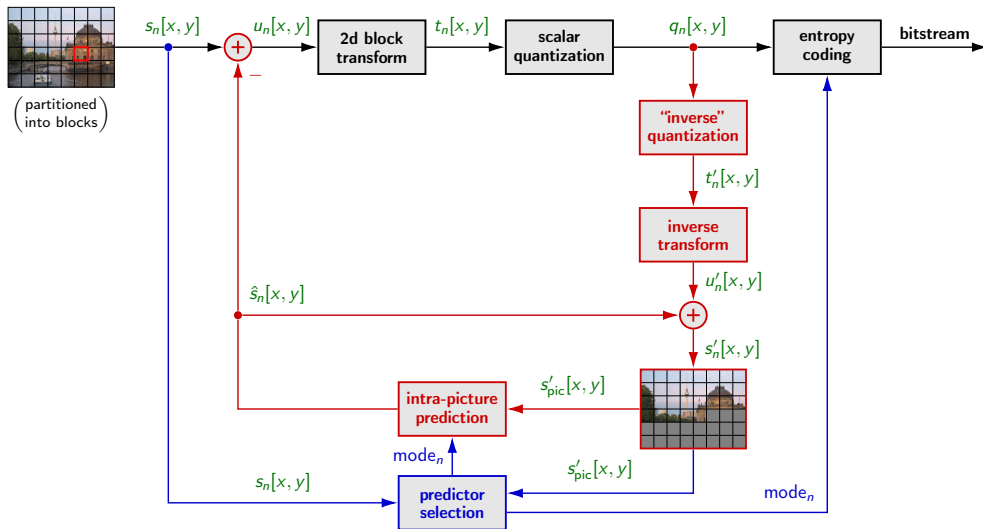 s_n[x, y]
u_n[x, y]
2d block
transform
t_n[x, y]
scalar
quantization
q_n[x, y]
entropy
coding
bitstream
+
−
(partitioned
into blocks)
“inverse”
quantization
t′_n[x, y]
inverse
transform
u′_n[x, y]
ŝ_n[x, y]
+
s′_n[x, y]
s′_pic[x, y]
intra-picture
prediction
mode_n
s′_pic[x, y]
s_n[x, y]
predictor
selection
mode_n